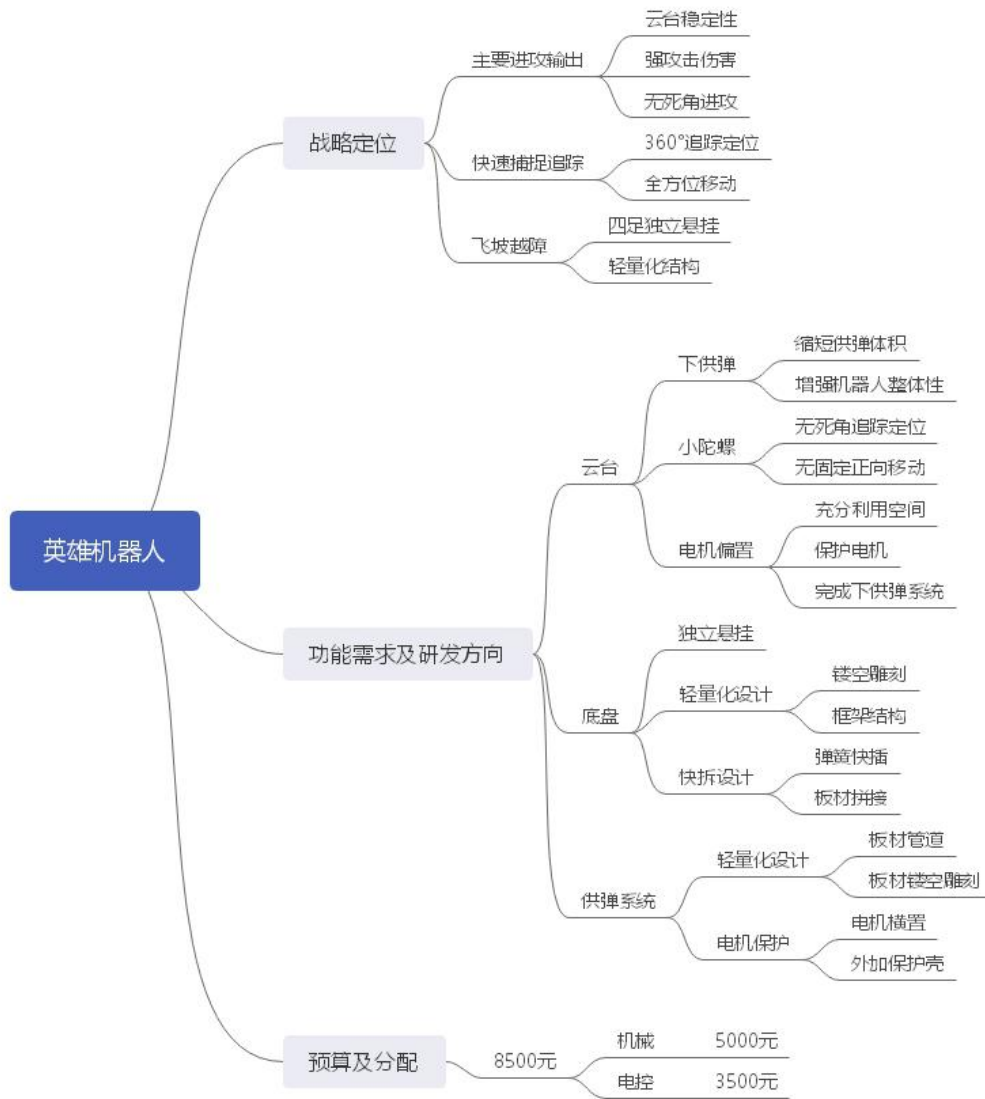 英雄机器人
战略定位
主要进攻输出
云台稳定性
强攻击伤害
无死角进攻
快速捕捉追踪
360°追踪定位
全方位移动
飞坡越障
四足独立悬挂
轻量化结构
功能需求及研发方向
云台
下供弹
缩短供弹体积
增强机器人整体性
小陀螺
无死角追踪定位
无固定正向移动
电机偏置
充分利用空间
保护电机
完成下供弹系统
底盘
独立悬挂
轻量化设计
镂空雕刻
框架结构
快拆设计
弹簧快插
板材拼接
供弹系统
轻量化设计
板材管道
板材镂空雕刻
电机保护
电机横置
外加保护壳
预算及分配
8500元
机械 5000元
电控 3500元